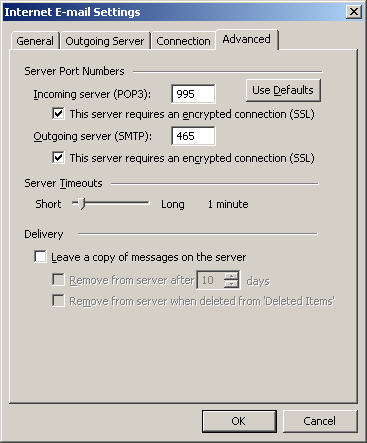 Internet E-mail Settings
General Outgoing Server Connection Advanced
Server Port Numbers
Incoming server (POP3): 995 Use Defaults
This server requires an encrypted connection (SSL)
Outgoing server (SMTP): 465
This server requires an encrypted connection (SSL)
Server Timeouts
Short Long 1 minute
Delivery
Leave a copy of messages on the server
Remove from server after 10 days
Remove from server when deleted from 'Deleted Items'
OK Cancel